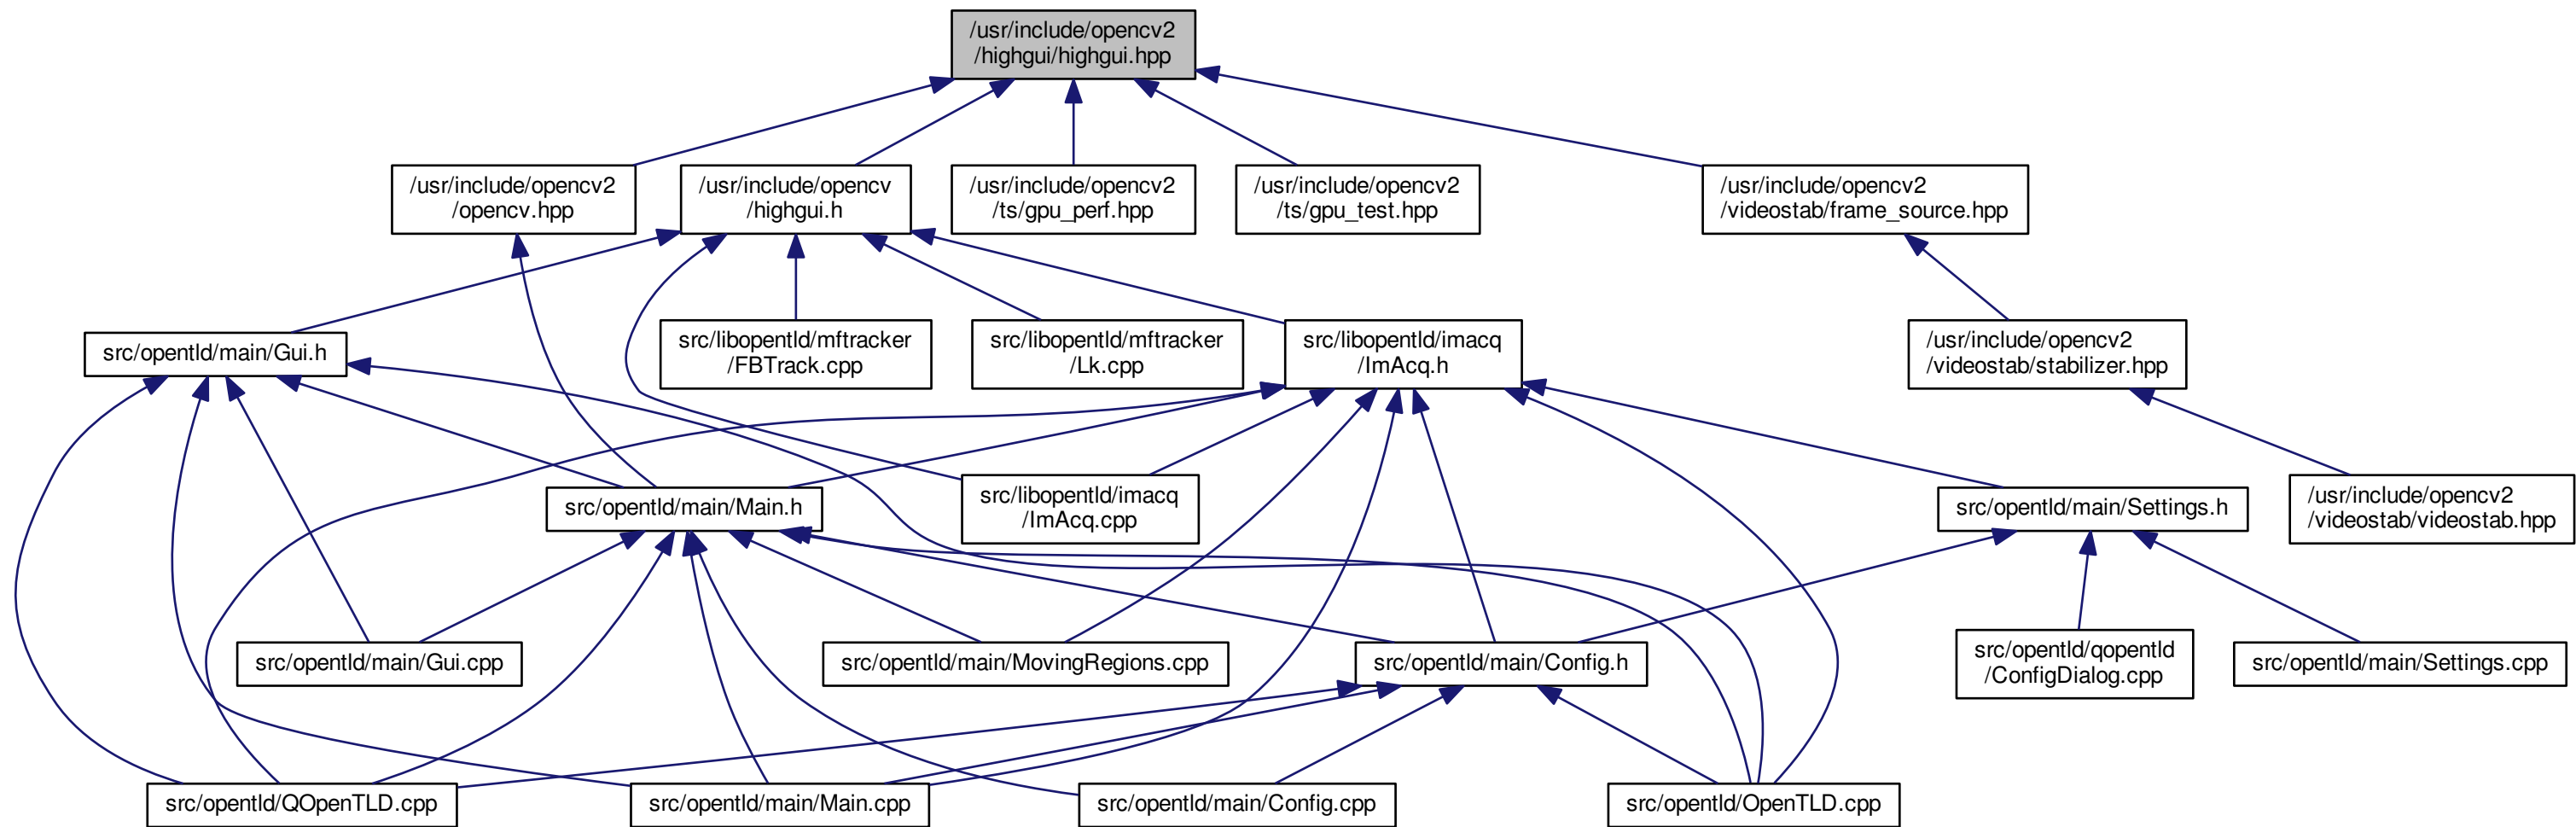 /usr/include/opencv2
/highgui/highgui.hpp
/usr/include/opencv2
/opencv.hpp
/usr/include/opencv
/highgui.h
/usr/include/opencv2
/ts/gpu_perf.hpp
/usr/include/opencv2
/ts/gpu_test.hpp
/usr/include/opencv2
/videostab/frame_source.hpp
src/opentld/main/Gui.h
src/libopentld/mftracker
/FBTrack.cpp
src/libopentld/mftracker
/Lk.cpp
src/libopentld/imacq
/ImAcq.h
/usr/include/opencv2
/videostab/stabilizer.hpp
src/opentld/main/Main.h
src/libopentld/imacq
/ImAcq.cpp
src/opentld/main/Settings.h
/usr/include/opencv2
/videostab/videostab.hpp
src/opentld/main/Gui.cpp
src/opentld/main/MovingRegions.cpp
src/opentld/main/Config.h
src/opentld/qopentld
/ConfigDialog.cpp
src/opentld/main/Settings.cpp
src/opentld/QOpenTLD.cpp
src/opentld/main/Main.cpp
src/opentld/main/Config.cpp
src/opentld/OpenTLD.cpp